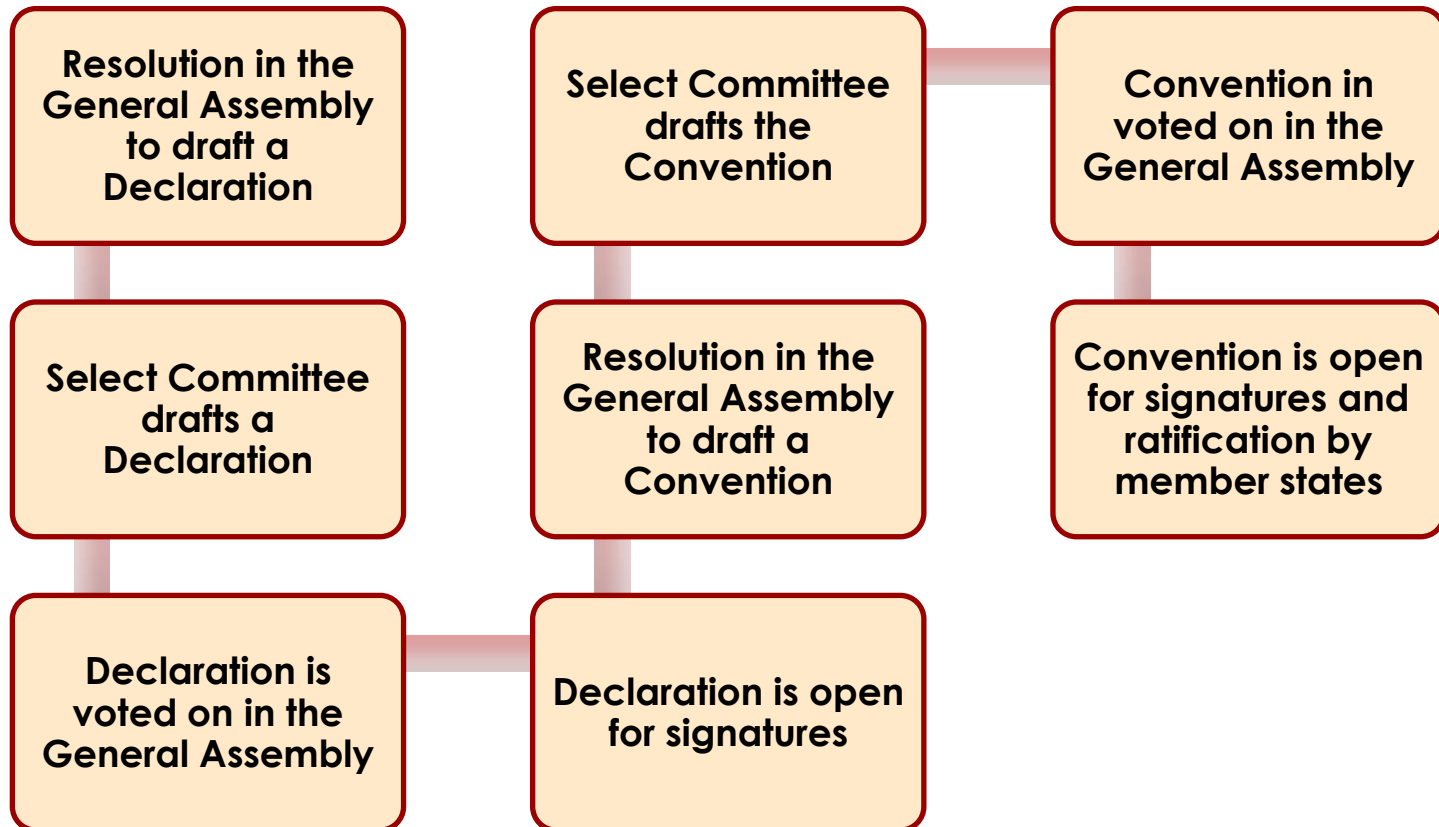 Resolution in the
General Assembly
to draft a
Declaration
Select Committee
drafts a
Declaration
Declaration is
voted on in the
General Assembly
Declaration is open
for signatures
Resolution in the
General Assembly
to draft a
Convention
Select Committee
drafts the
Convention
Convention in
voted on in the
General Assembly
Convention is open
for signatures and
ratification by
member states